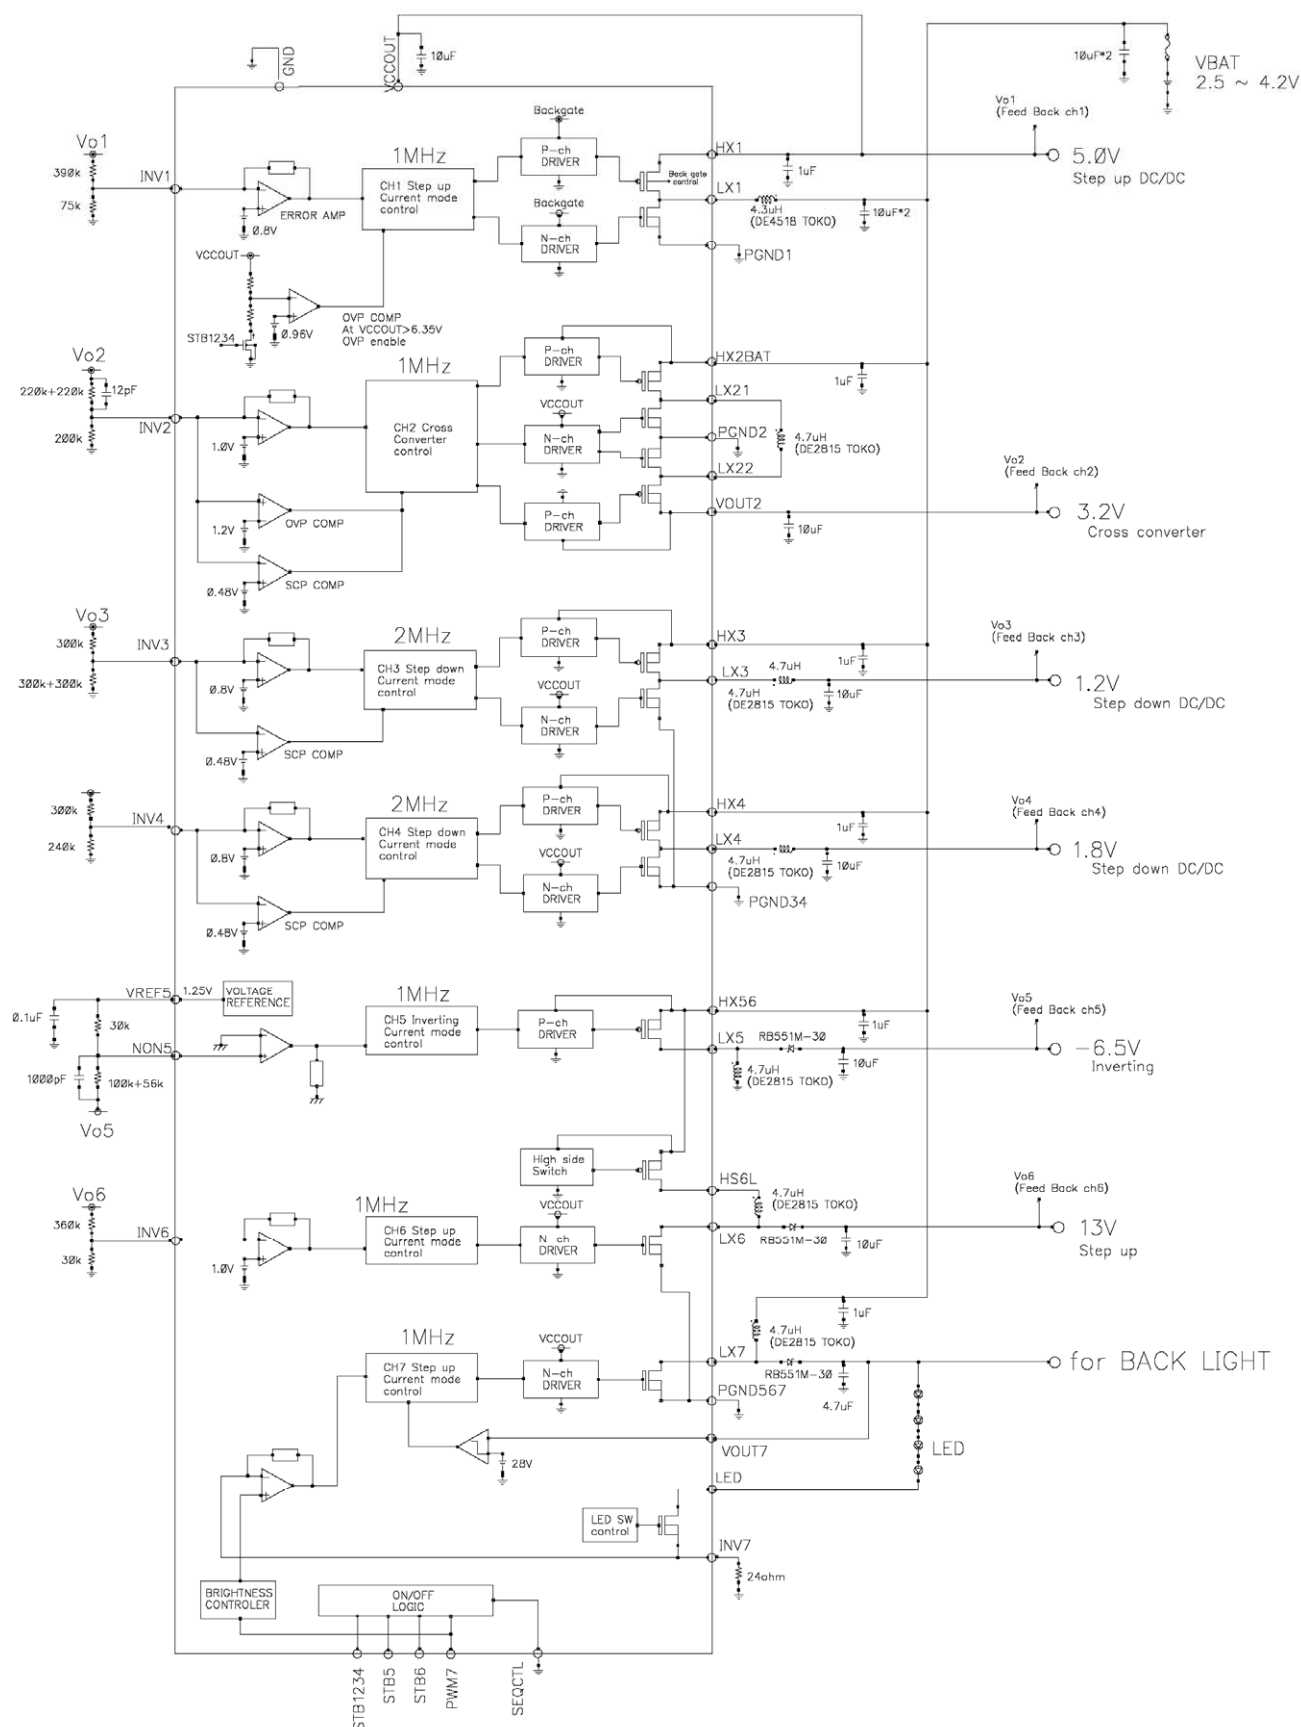 GND
VCCOUT
10uF
10uF*2
VBAT
2.5 ~ 4.2V
Vo1
390k
75k
INV1
0.8V
ERROR AMP
1MHz
CH1 Step up
Current mode
control
Backgate
P-ch
DRIVER
Backgate
N-ch
DRIVER
Back gate
control
HX1
1uF
LX1
4.3uH
(DE4518 TOKO)
10uF*2
PGND1
Vo1
(Feed Back ch1)
5.0V
Step up DC/DC
VCCOUT
STB1234
0.96V
OVP COMP
At VCCOUT>6.35V
OVP enable
Vo2
220k+220k
12pF
200k
INV2
1.0V
1.2V
OVP COMP
0.48V
SCP COMP
1MHz
CH2 Cross
Converter
control
P-ch
DRIVER
VCCOUT
N-ch
DRIVER
P-ch
DRIVER
HX2BAT
1uF
LX21
PGND2
4.7uH
(DE2815 TOKO)
LX22
VOUT2
10uF
Vo2
(Feed Back ch2)
3.2V
Cross converter
Vo3
300k
300k+300k
INV3
0.8V
0.48V
SCP COMP
2MHz
CH3 Step down
Current mode
control
P-ch
DRIVER
VCCOUT
N-ch
DRIVER
HX3
1uF
LX3
4.7uH
4.7uH
(DE2815 TOKO)
10uF
Vo3
(Feed Back ch3)
1.2V
Step down DC/DC
300k
240k
INV4
0.8V
0.48V
SCP COMP
2MHz
CH4 Step down
Current mode
control
P-ch
DRIVER
VCCOUT
N-ch
DRIVER
HX4
1uF
LX4
4.7uH
(DE2815 TOKO)
10uF
PGND34
Vo4
(Feed Back ch4)
1.8V
Step down DC/DC
VREF5
1.25V
VOLTAGE
REFERENCE
0.1uF
30k
NON5
1000pF
100k+56k
Vo5
1MHz
CH5 Inverting
Current mode
control
P-ch
DRIVER
HX56
1uF
LX5
RB551M-30
4.7uH
(DE2815 TOKO)
10uF
Vo5
(Feed Back ch5)
-6.5V
Inverting
High side
Switch
HS6L
4.7uH
(DE2815 TOKO)
Vo6
360k
30k
INV6
1.0V
1MHz
CH6 Step up
Current mode
control
VCCOUT
N ch
DRIVER
LX6
RB551M-30
10uF
Vo6
(Feed Back ch6)
13V
Step up
1uF
4.7uH
(DE2815 TOKO)
1MHz
CH7 Step up
Current mode
control
VCCOUT
N-ch
DRIVER
LX7
RB551M-30
4.7uF
PGND567
for BACK LIGHT
28V
VOUT7
LED
LED
LED SW
control
INV7
24ohm
BRIGHTNESS
CONTROLER
ON/OFF
LOGIC
STB1234
STB5
STB6
PWM7
SEQCTL